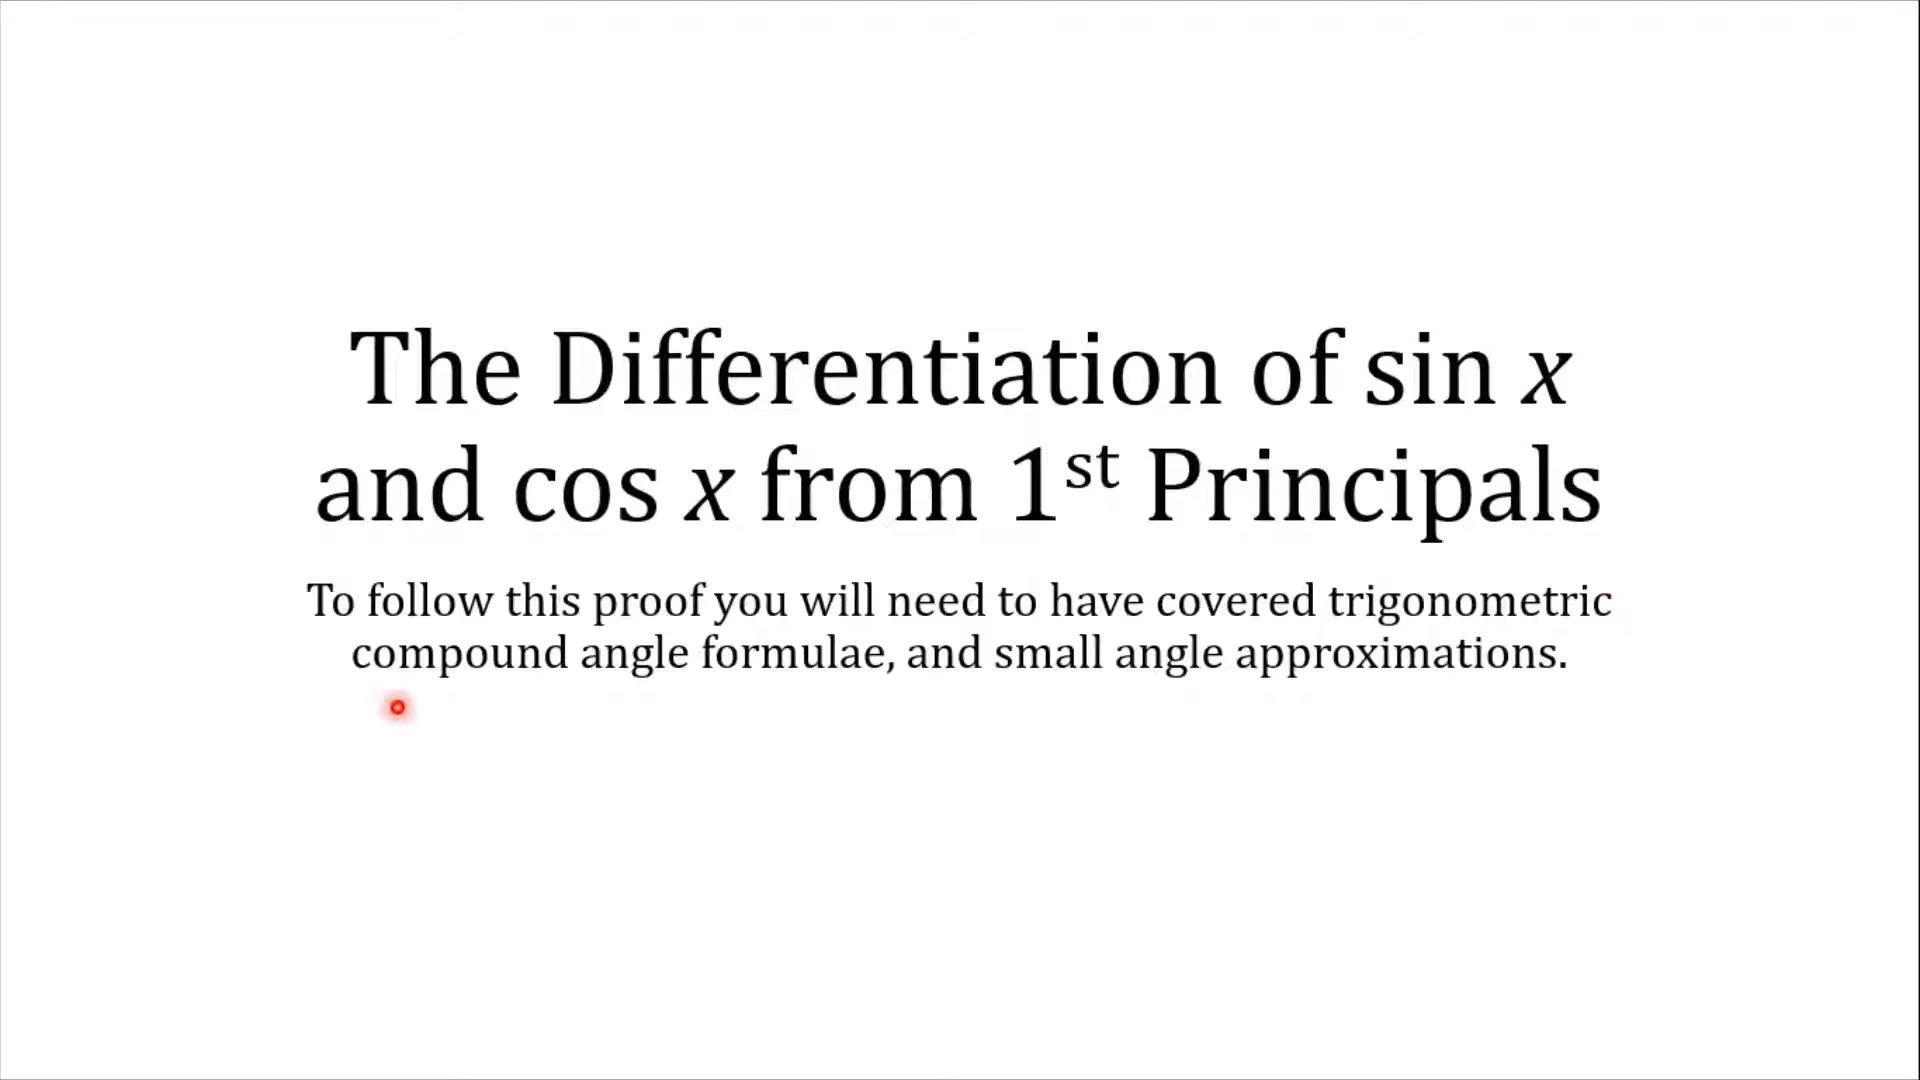 The Differentiation of sin x
and cos x from 1st Principals
To follow this proof you will need to have covered trigonometric
compound angle formulae, and small angle approximations.